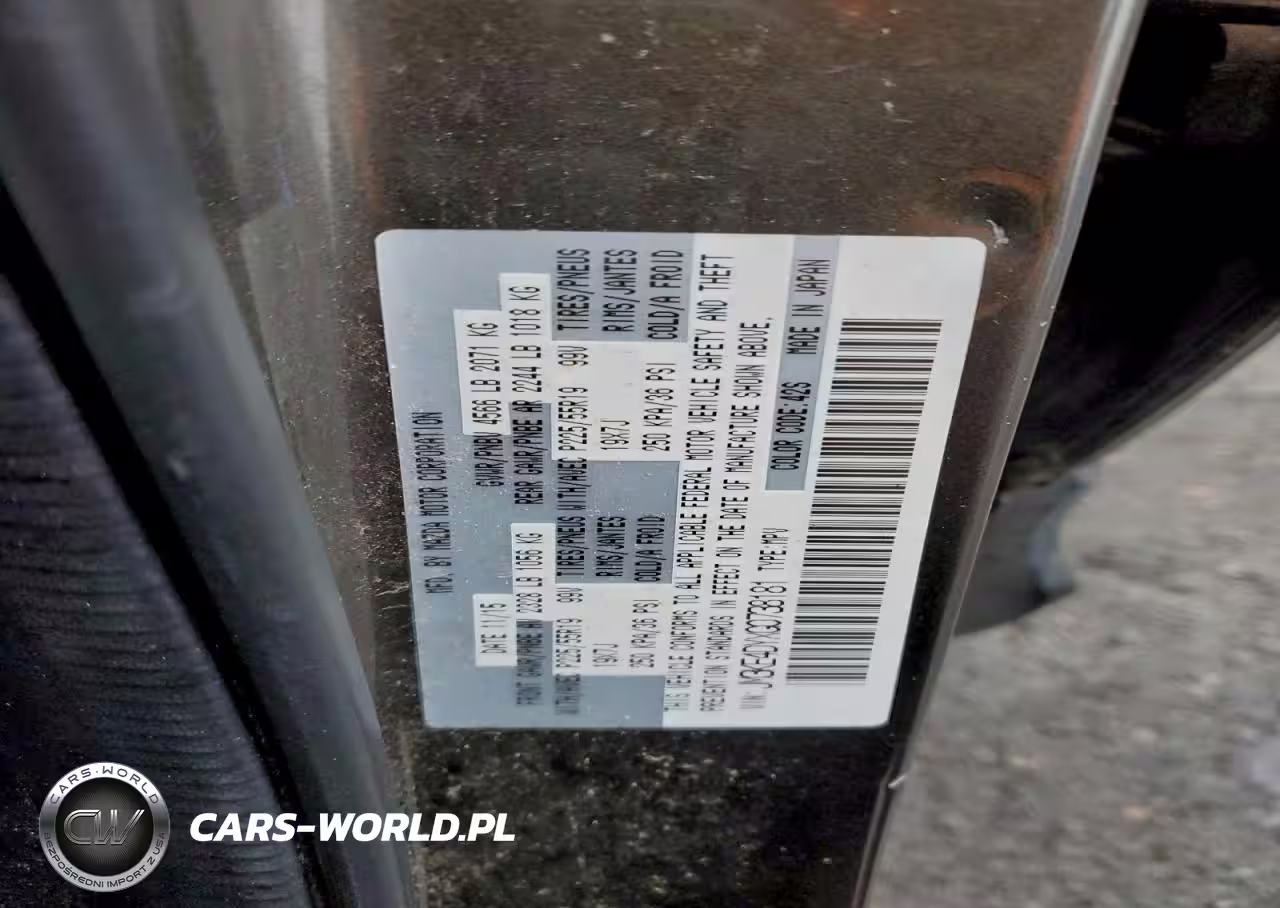 MFD. BY MAZDA MOTOR CORPORATION
DATE 11/15
GVWR/PNBV 4566 LB 2071 KG
FRONT GAWR/PNBE AV 2328 LB 1056 KG
REAR GAWR/PNBE AR 2244 LB 1018 KG
WITH/AVEC P225/55R19 99V TIRES/PNEUS WITH/AVEC P225/55R19 99V TIRES/PNEUS
19X7J RIMS/JANTES 19X7J RIMS/JANTES
250 KPA/36 PSI COLD/A FROID 250 KPA/36 PSI COLD/A FROID
THIS VEHICLE CONFORMS TO ALL APPLICABLE FEDERAL MOTOR VEHICLE SAFETY AND THEFT
PREVENTION STANDARDS IN EFFECT IN THE DATE OF MANUFACTURE SHOWN ABOVE,
VIN: TYPE:MPV
COLOR CODE:42S MADE IN JAPAN
CARS-WORLD
CW
BEZPOŚREDNI IMPORT Z USA
CARS-WORLD.PL